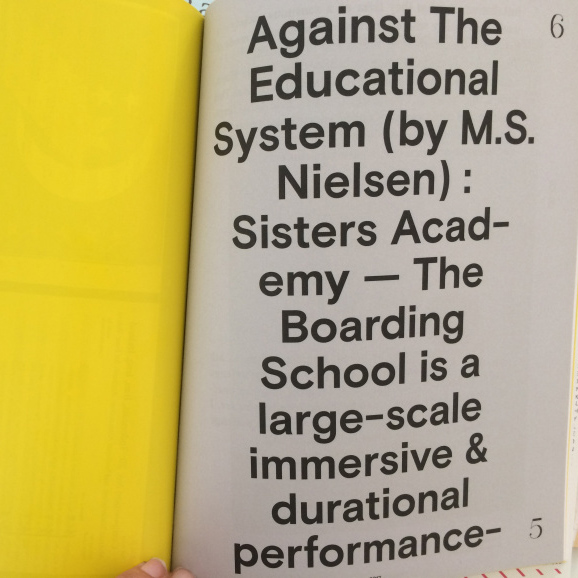 Against The
6
Educational
System (by M.S.
Nielsen) :
Sisters Acad-
emy — The
Boarding
School is a
large-scale
immersive &
durational
performance-
5